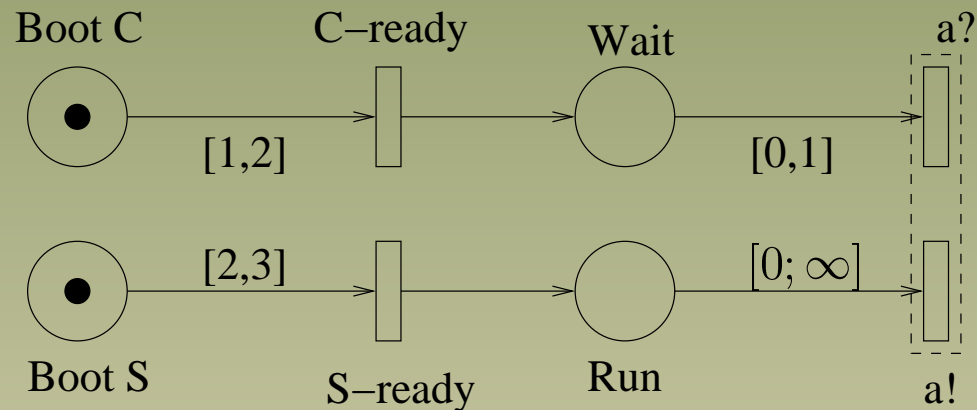 Boot C
C−ready
Wait
a?
[1,2]
[0,1]
[2,3]
[0; ∞]
Boot S
S−ready
Run
a!